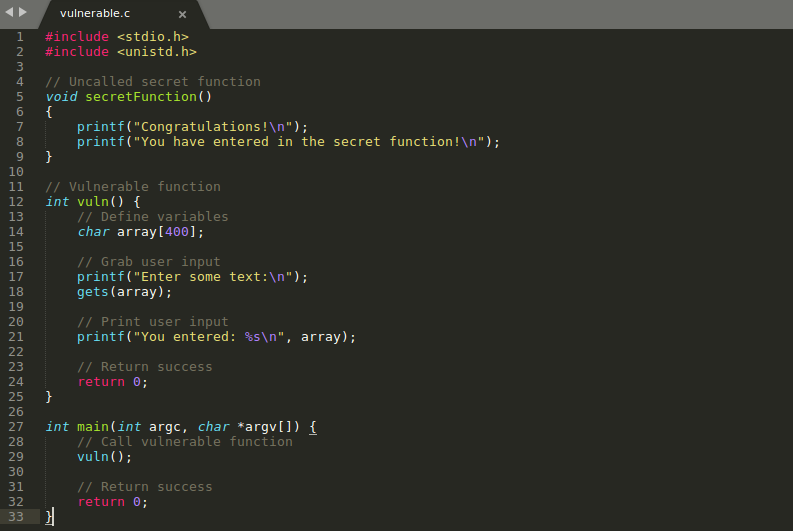 vulnerable.c ×
1 #include <stdio.h>
2 #include <unistd.h>
3
4 // Uncalled secret function
5 void secretFunction()
6 {
7     printf("Congratulations!\n");
8     printf("You have entered in the secret function!\n");
9 }
10
11 // Vulnerable function
12 int vuln() {
13     // Define variables
14     char array[400];
15
16     // Grab user input
17     printf("Enter some text:\n");
18     gets(array);
19
20     // Print user input
21     printf("You entered: %s\n", array);
22
23     // Return success
24     return 0;
25 }
26
27 int main(int argc, char *argv[]) {
28     // Call vulnerable function
29     vuln();
30
31     // Return success
32     return 0;
33 }